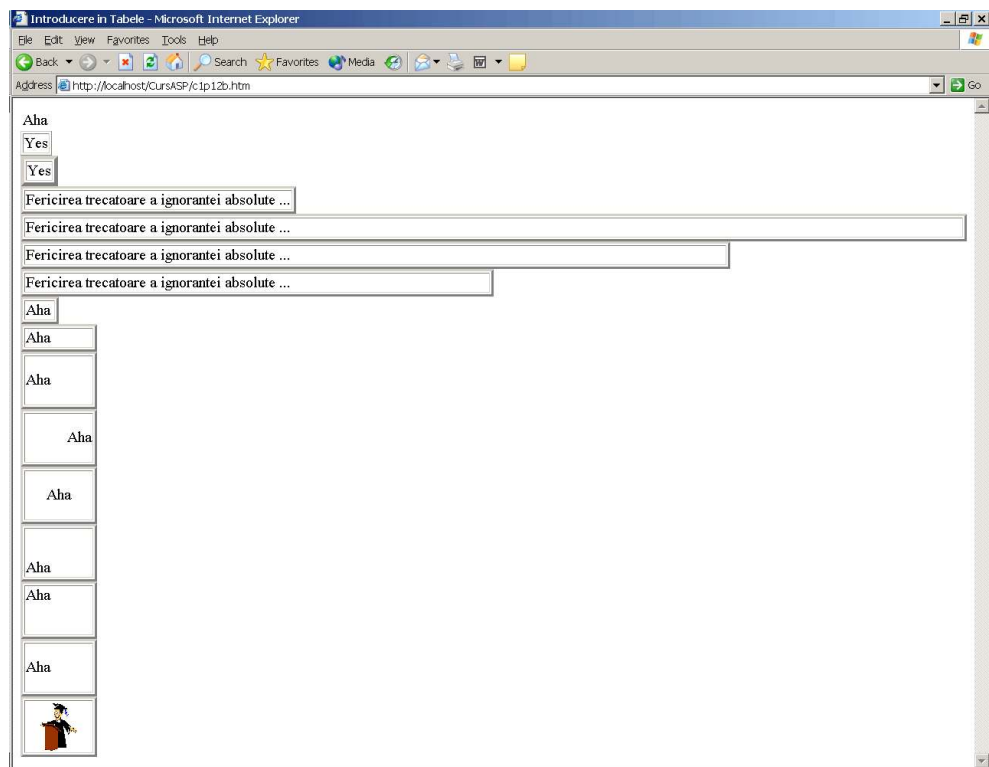 Introducere in Tabele - Microsoft Internet Explorer
File Edit View Favorites Tools Help
Back Search Favorites Media
Address http://localhost/CursASP/c1p12b.htm Go
Aha
Yes
Yes
Fericirea trecatoare a ignorantei absolute ...
Fericirea trecatoare a ignorantei absolute ...
Fericirea trecatoare a ignorantei absolute ...
Fericirea trecatoare a ignorantei absolute ...
Aha
Aha
Aha
Aha
Aha
Aha
Aha
Aha